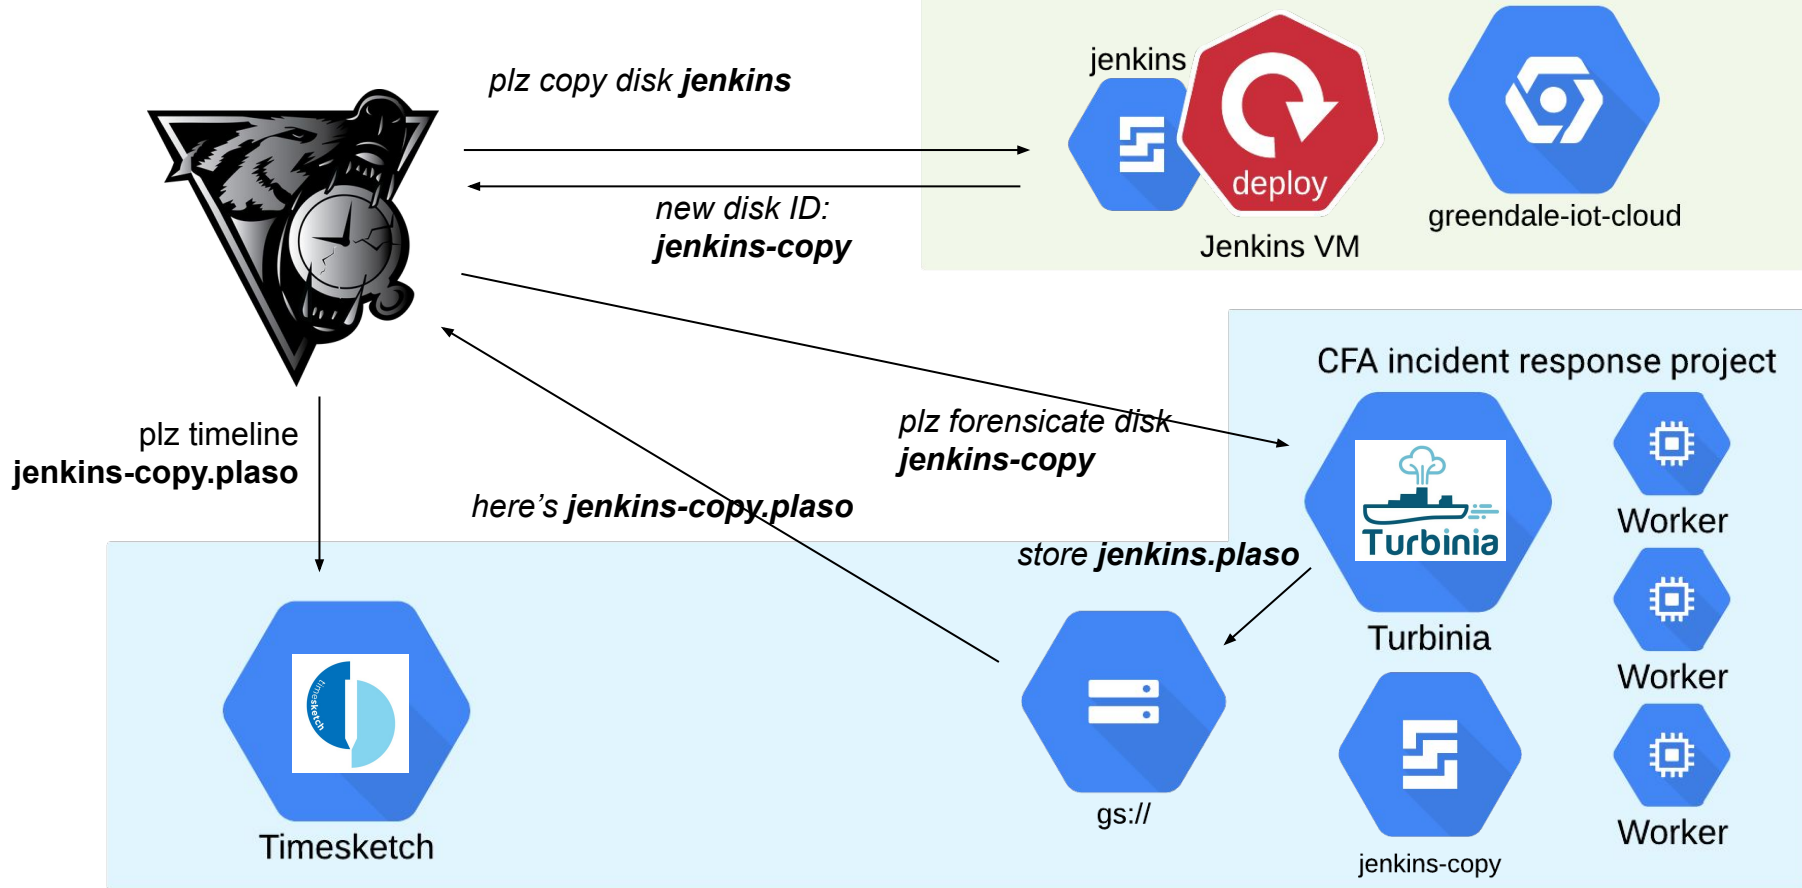 plz copy disk jenkins
new disk ID:
jenkins-copy
jenkins
deploy
Jenkins VM
greendale-iot-cloud
plz timeline
jenkins-copy.plaso
plz forensicate disk
jenkins-copy
here’s jenkins-copy.plaso
store jenkins.plaso
CFA incident response project
Turbinia
Turbinia
Worker
Worker
Worker
timesketch
Timesketch
gs://
jenkins-copy